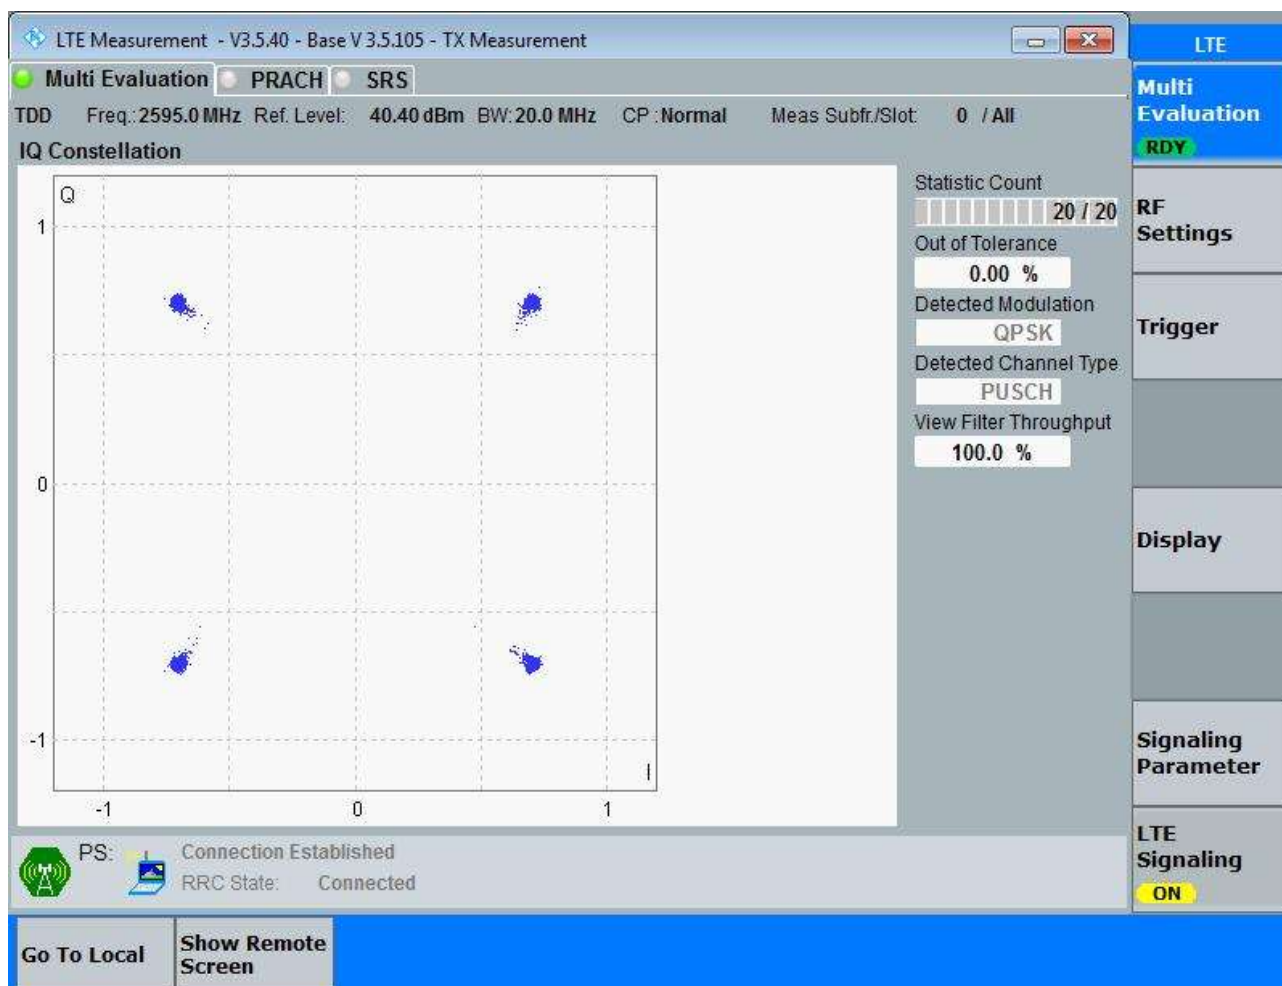 LTE Measurement - V3.5.40 - Base V 3.5.105 - TX Measurement
LTE
Multi Evaluation PRACH SRS
TDD Freq.: 2595.0 MHz Ref. Level: 40.40 dBm BW: 20.0 MHz CP : Normal Meas Subfr./Slot: 0 / All
IQ Constellation
Q
1
0
-1
I
-1 0 1
Statistic Count
20 / 20
Out of Tolerance
0.00 %
Detected Modulation
QPSK
Detected Channel Type
PUSCH
View Filter Throughput
100.0 %
Multi
Evaluation
RDY
RF
Settings
Trigger
Display
Signaling
Parameter
LTE
Signaling
ON
PS: Connection Established
RRC State: Connected
Go To Local
Show Remote
Screen